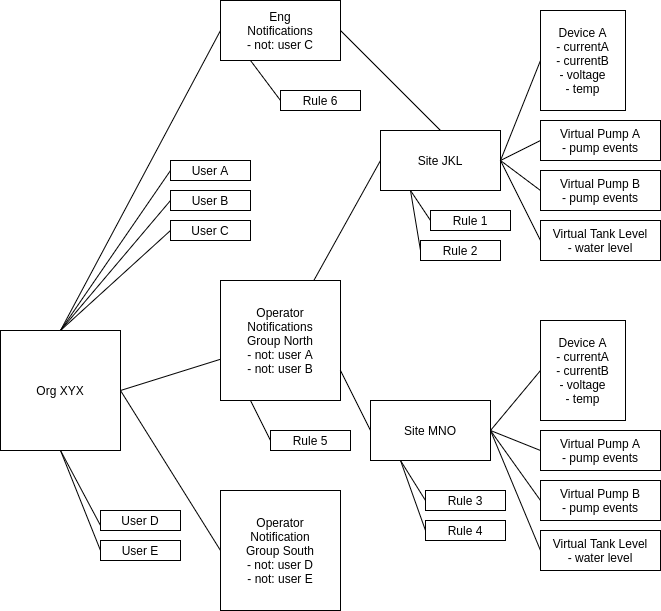 Eng
Notifications
- not: user C
Rule 6
User A
User B
User C
Org XYX
Operator
Notifications
Group North
- not: user A
- not: user B
Rule 5
User D
User E
Operator
Notification
Group South
- not: user D
- not: user E
Site JKL
Rule 1
Rule 2
Site MNO
Rule 3
Rule 4
Device A
- currentA
- currentB
- voltage
- temp
Virtual Pump A
- pump events
Virtual Pump B
- pump events
Virtual Tank Level
- water level
Device A
- currentA
- currentB
- voltage
- temp
Virtual Pump A
- pump events
Virtual Pump B
- pump events
Virtual Tank Level
- water level